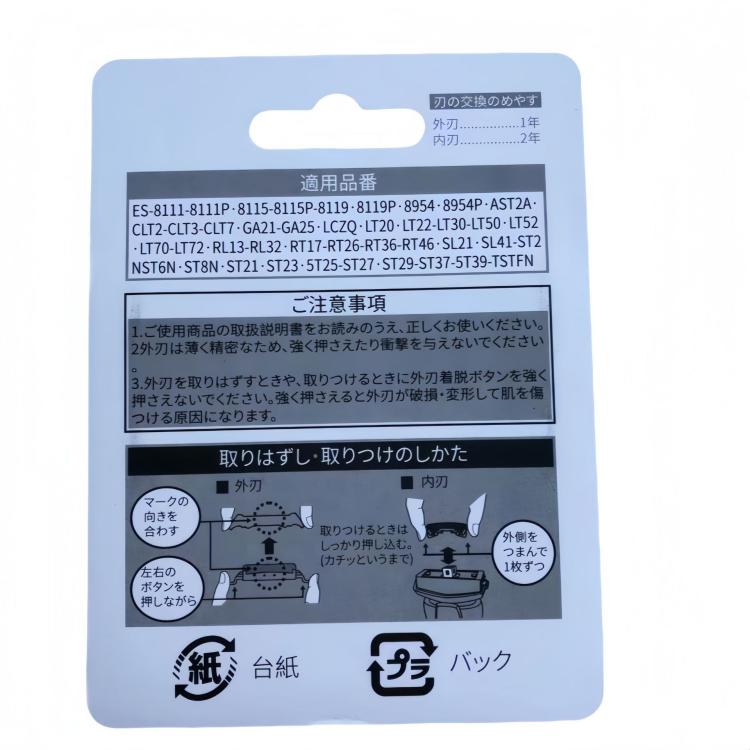 刃の交換のめやす
外刃................1年
内刃................2年
適用品番
ES-8111-8111P·8115-8115P-8119·8119P·8954·8954P·AST2A·
CLT2-CLT3-CLT7·GA21-GA25·LCZQ·LT20·LT22-LT30-LT50·LT52
·LT70-LT72·RL13-RL32·RT17-RT26-RT36-RT46·SL21·SL41-ST2
NST6N·ST8N·ST21·ST23·5T25-ST27·ST29-ST37-5T39-TSTFN
ご注意事項
1.ご使用商品の取扱説明書をお読みのうえ、正しくお使いください。
2外刃は薄く精密なため、強く押さえたり衝撃を与えないでください
。
3.外刃を取りはずすときや、取りつけるときに外刃着脱ボタンを強く
押さえないでください。強く押さえると外刃が破損・変形して肌を傷
つける原因になります。
取りはずし·取りつけのしかた
■外刃
■内刃
マークの
向きを
合わす
取りつけるときは
しっかり押し込む。
(カチッというまで)
外側を
つまんで
1枚ずつ
左右の
ボタンを
押しながら
紙 台紙
プラ パック